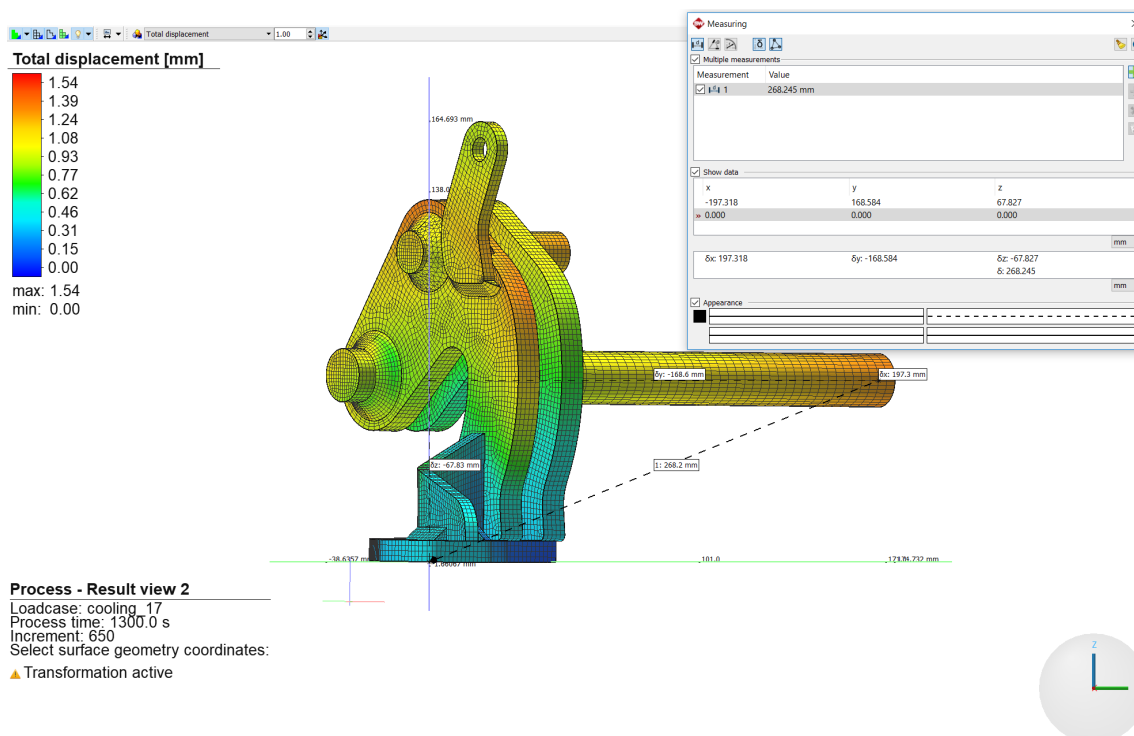 Total displacement
1.00
Total displacement [mm]
1.54
1.39
1.24
1.08
0.93
0.77
0.62
0.46
0.31
0.15
0.00
max: 1.54
min: 0.00
Measuring
Multiple measurements
Measurement Value
1 268.245 mm
Show data
x y z
-197.318 168.584 67.827
» 0.000 0.000 0.000
mm
δx: 197.318 δy: -168.584 δz: -67.827
δ: 268.245
mm
Appearance
164.693 mm
138.0
δy: -168.6 mm
δx: 197.3 mm
δz: -67.83 mm
1: 268.2 mm
-38.6357 mm
101.0
Process - Result view 2
Loadcase: cooling_17
Process time: 1300.0 s
Increment: 650
Select surface geometry coordinates:
Transformation active
z